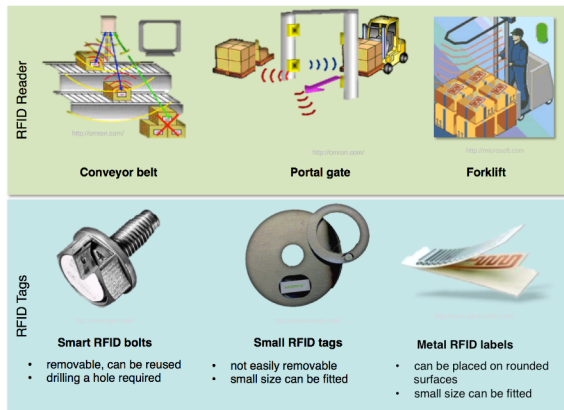 RFID Reader
http://omron.com/
http://omron.com/
http://microsoft.com
Conveyor belt
Portal gate
Forklift
RFID Tags
Smart RFID bolts
Small RFID tags
Metal RFID labels
• removable, can be reused
• drilling a hole required
• not easily removable
• small size can be fitted
• can be placed on rounded
surfaces
• small size can be fitted